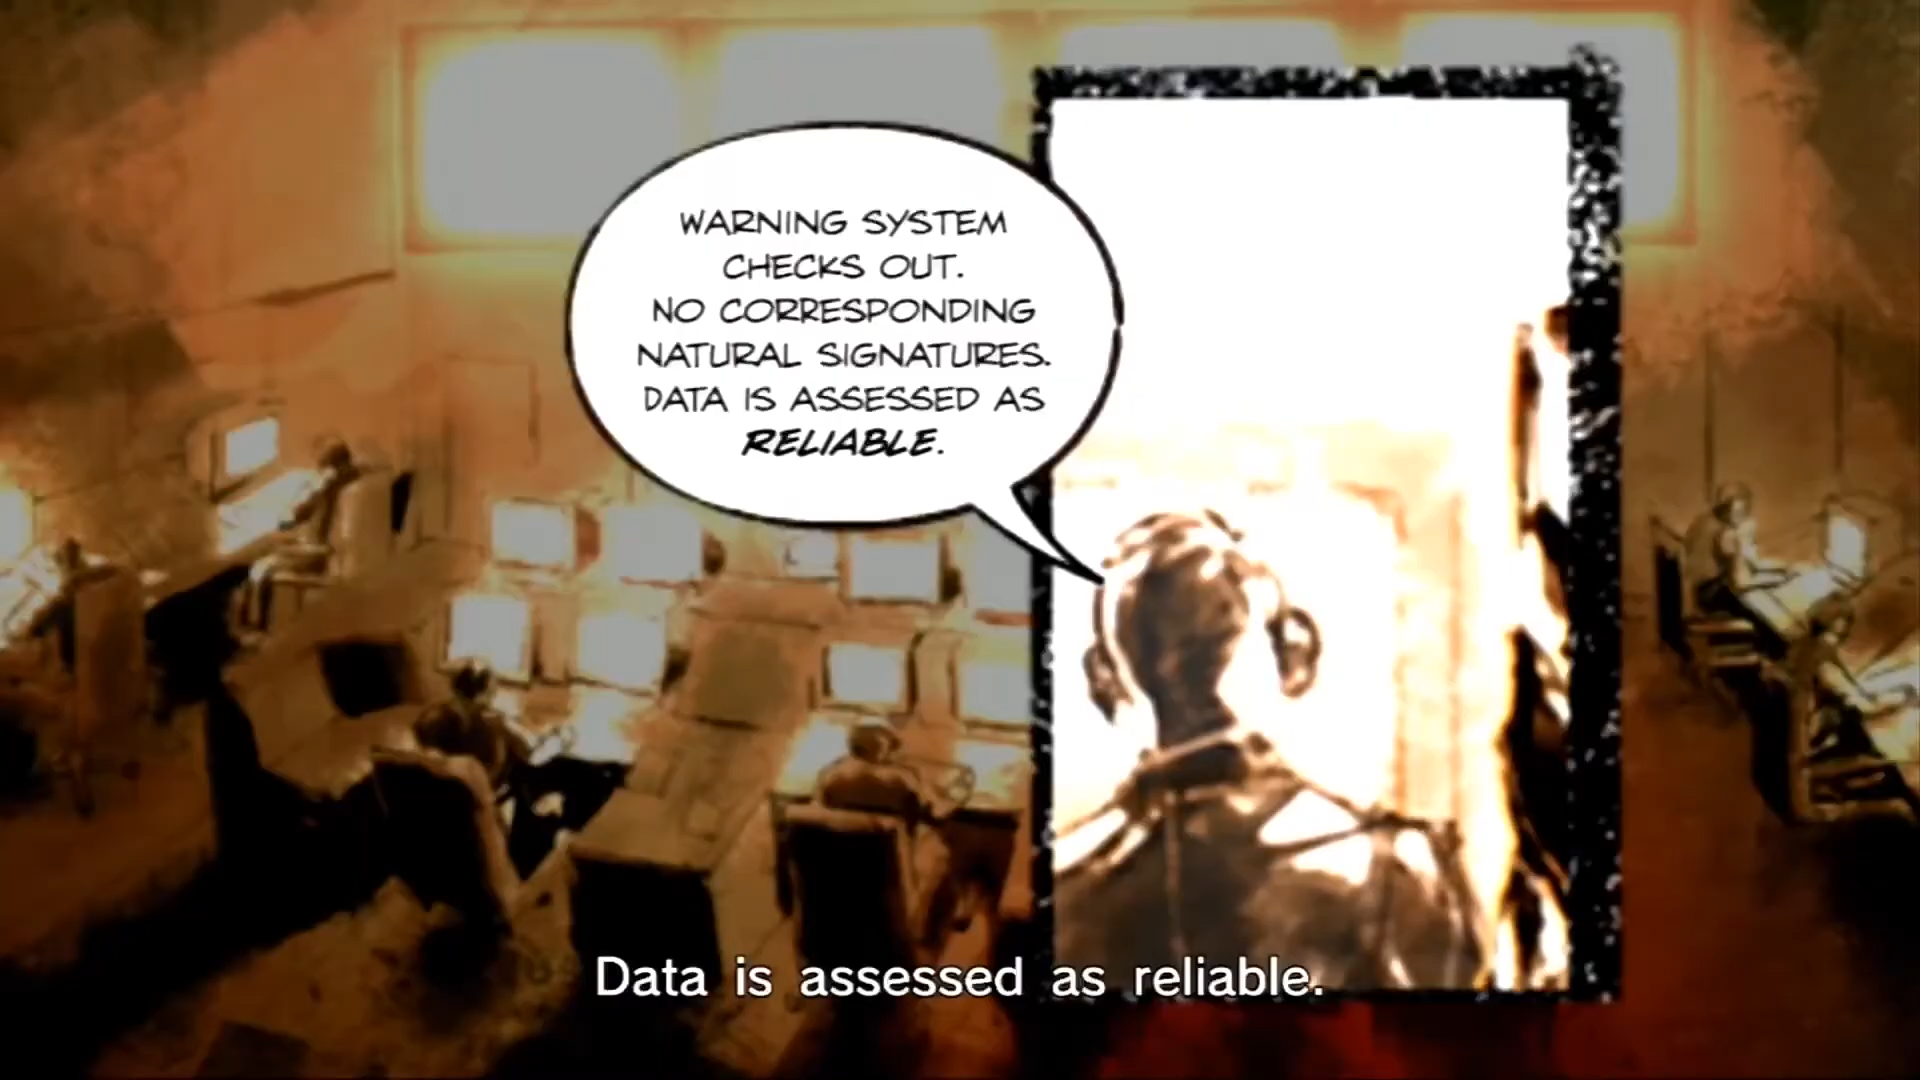 WARNING SYSTEM
CHECKS OUT.
NO CORRESPONDING
NATURAL SIGNATURES.
DATA IS ASSESSED AS
RELIABLE.
Data is assessed as reliable.